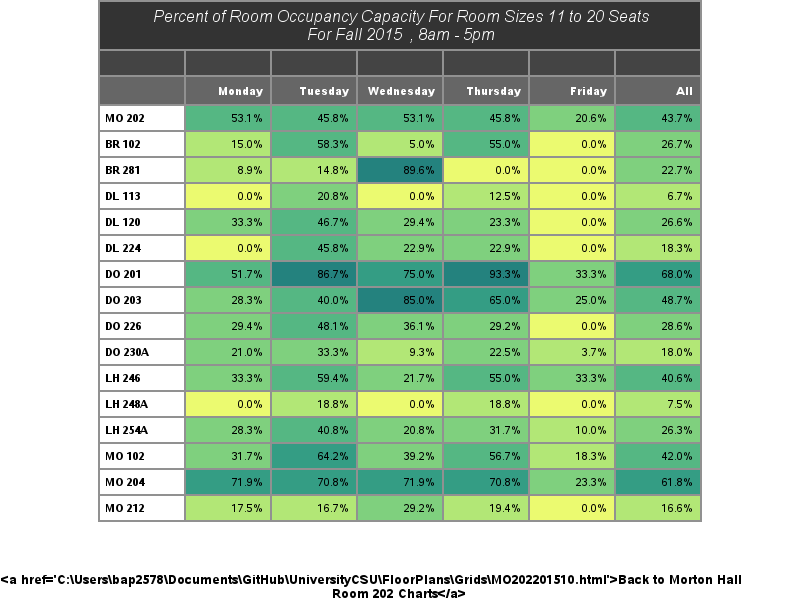 Percent of Room Occupancy Capacity For Room Sizes 11 to 20 Seats
For Fall 2015 , 8am - 5pm
Monday Tuesday Wednesday Thursday Friday All
MO 202 53.1% 45.8% 53.1% 45.8% 20.6% 43.7%
BR 102 15.0% 58.3% 5.0% 55.0% 0.0% 26.7%
BR 281 8.9% 14.8% 89.6% 0.0% 0.0% 22.7%
DL 113 0.0% 20.8% 0.0% 12.5% 0.0% 6.7%
DL 120 33.3% 46.7% 29.4% 23.3% 0.0% 26.6%
DL 224 0.0% 45.8% 22.9% 22.9% 0.0% 18.3%
DO 201 51.7% 86.7% 75.0% 93.3% 33.3% 68.0%
DO 203 28.3% 40.0% 85.0% 65.0% 25.0% 48.7%
DO 226 29.4% 48.1% 36.1% 29.2% 0.0% 28.6%
DO 230A 21.0% 33.3% 9.3% 22.5% 3.7% 18.0%
LH 246 33.3% 59.4% 21.7% 55.0% 33.3% 40.6%
LH 248A 0.0% 18.8% 0.0% 18.8% 0.0% 7.5%
LH 254A 28.3% 40.8% 20.8% 31.7% 10.0% 26.3%
MO 102 31.7% 64.2% 39.2% 56.7% 18.3% 42.0%
MO 204 71.9% 70.8% 71.9% 70.8% 23.3% 61.8%
MO 212 17.5% 16.7% 29.2% 19.4% 0.0% 16.6%
<a href='C:\Users\bap2578\Documents\GitHub\UniversityCSU\FloorPlans\Grids\MO202201510.html'>Back to Morton Hall
Room 202 Charts</a>